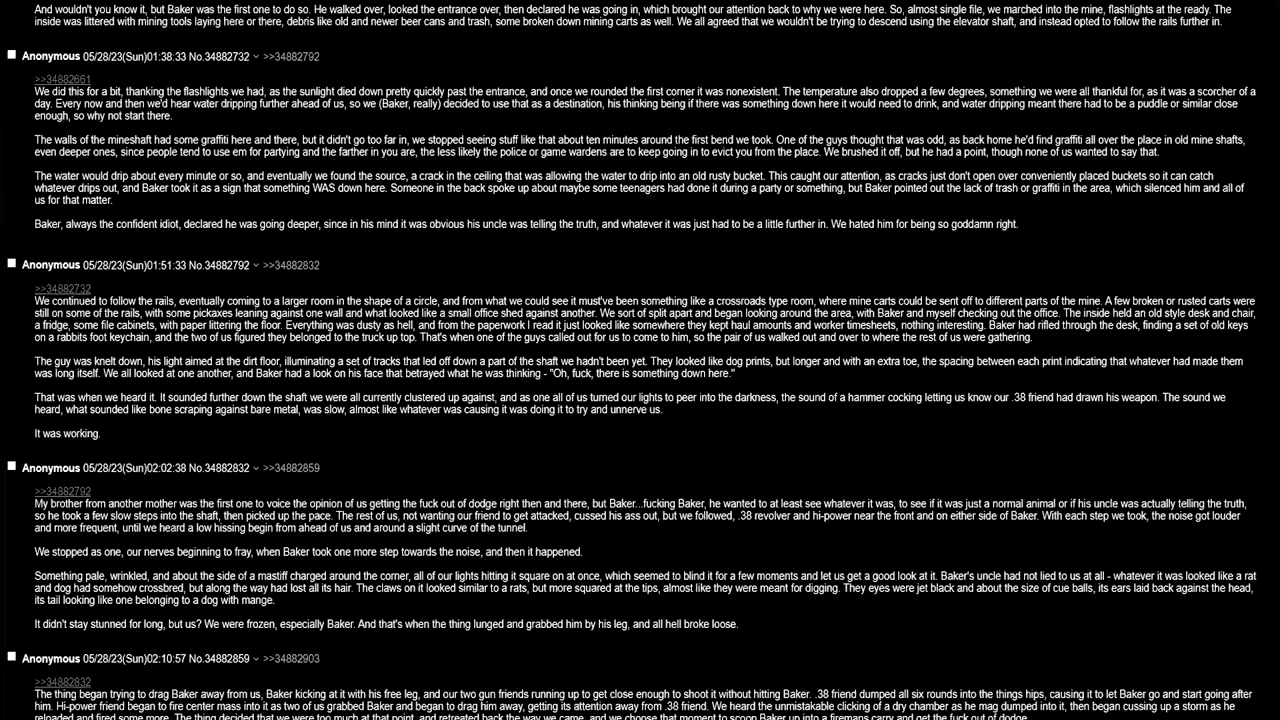 And wouldn't you know it, but Baker was the first one to do so. He walked over, looked the entrance over, then declared he was going in, which brought our attention back to why we were here. So, almost single file, we marched into the mine, flashlights at the ready. The
inside was littered with mining tools laying here or there, debris like old and newer beer cans and trash, some broken down mining carts as well. We all agreed that we wouldn't be trying to descend using the elevator shaft, and instead opted to follow the rails further in.
Anonymous 05/28/23(Sun)01:38:33 No.34882732 >>34882792
>>34882661
We did this for a bit, thanking the flashlights we had, as the sunlight died down pretty quickly past the entrance, and once we rounded the first corner it was nonexistent. The temperature also dropped a few degrees, something we were all thankful for, as it was a scorcher of a
day. Every now and then we'd hear water dripping further ahead of us, so we (Baker, really) decided to use that as a destination, his thinking being if there was something down here it would need to drink, and water dripping meant there had to be a puddle or similar close
enough, so why not start there.
The walls of the mineshaft had some graffiti here and there, but it didn't go too far in, we stopped seeing stuff like that about ten minutes around the first bend we took. One of the guys thought that was odd, as back home he'd find graffiti all over the place in old mine shafts,
even deeper ones, since people tend to use em for partying and the farther in you are, the less likely the police or game wardens are to keep going in to evict you from the place. We brushed it off, but he had a point, though none of us wanted to say that.
The water would drip about every minute or so, and eventually we found the source, a crack in the ceiling that was allowing the water to drip into an old rusty bucket. This caught our attention, as cracks just don't open over conveniently placed buckets so it can catch
whatever drips out, and Baker took it as a sign that something WAS down here. Someone in the back spoke up about maybe some teenagers had done it during a party or something, but Baker pointed out the lack of trash or graffiti in the area, which silenced him and all of
us for that matter.
Baker, always the confident idiot, declared he was going deeper, since in his mind it was obvious his uncle was telling the truth, and whatever it was just had to be a little further in. We hated him for being so goddamn right.
Anonymous 05/28/23(Sun)01:51:33 No.34882792 >>34882832
>>34882732
We continued to follow the rails, eventually coming to a larger room in the shape of a circle, and from what we could see it must've been something like a crossroads type room, where mine carts could be sent off to different parts of the mine. A few broken or rusted carts were
still on some of the rails, with some pickaxes leaning against one wall and what looked like a small office shed against another. We sort of split apart and began looking around the area, with Baker and myself checking out the office. The inside held an old style desk and chair,
a fridge, some file cabinets, with paper littering the floor. Everything was dusty as hell, and from the paperwork I read it just looked like somewhere they kept haul amounts and worker timesheets, nothing interesting. Baker had rifled through the desk, finding a set of old keys
on a rabbits foot keychain, and the two of us figured they belonged to the truck up top. That's when one of the guys called out for us to come to him, so the pair of us walked out and over to where the rest of us were gathering.
The guy was knelt down, his light aimed at the dirt floor, illuminating a set of tracks that led off down a part of the shaft we hadn't been yet. They looked like dog prints, but longer and with an extra toe, the spacing between each print indicating that whatever had made them
was long itself. We all looked at one another, and Baker had a look on his face that betrayed what he was thinking - "Oh, fuck, there is something down here."
That was when we heard it. It sounded further down the shaft we were all currently clustered up against, and as one all of us turned our lights to peer into the darkness, the sound of a hammer cocking letting us know our .38 friend had drawn his weapon. The sound we
heard, what sounded like bone scraping against bare metal, was slow, almost like whatever was causing it was doing it to try and unnerve us.
It was working.
Anonymous 05/28/23(Sun)02:02:38 No.34882832 >>34882859
>>34882792
My brother from another mother was the first one to voice the opinion of us getting the fuck out of dodge right then and there, but Baker...fucking Baker, he wanted to at least see whatever it was, to see if it was just a normal animal or if his uncle was actually telling the truth,
so he took a few slow steps into the shaft, then picked up the pace. The rest of us, not wanting our friend to get attacked, cussed his ass out, but we followed, .38 revolver and hi-power near the front and on either side of Baker. With each step we took, the noise got louder
and more frequent, until we heard a low hissing begin from ahead of us and around a slight curve of the tunnel.
We stopped as one, our nerves beginning to fray, when Baker took one more step towards the noise, and then it happened.
Something pale, wrinkled, and about the side of a mastiff charged around the corner, all of our lights hitting it square on at once, which seemed to blind it for a few moments and let us get a good look at it. Baker's uncle had not lied to us at all - whatever it was looked like a rat
and dog had somehow crossbred, but along the way had lost all its hair. The claws on it looked similar to a rats, but more squared at the tips, almost like they were meant for digging. They eyes were jet black and about the size of cue balls, its ears laid back against the head,
its tail looking like one belonging to a dog with mange.
It didn't stay stunned for long, but us? We were frozen, especially Baker. And that's when the thing lunged and grabbed him by his leg, and all hell broke loose.
Anonymous 05/28/23(Sun)02:10:57 No.34882859 >>34882903
>>34882832
The thing began trying to drag Baker away from us, Baker kicking at it with his free leg, and our two gun friends running up to get close enough to shoot it without hitting Baker. .38 friend dumped all six rounds into the things hips, causing it to let Baker go and start going after
him. Hi-power friend began to fire center mass into it as two of us grabbed Baker and began to drag him away, getting its attention away from .38 friend. We heard the unmistakable clicking of a dry chamber as he mag dumped into it, then began cussing up a storm as he
reloaded and fired some more. The thing decided that we were too much at that point, and retreated back the way we came, and we choose that moment to scoop Baker up into a firemans carry and get the fuck out of dodge.